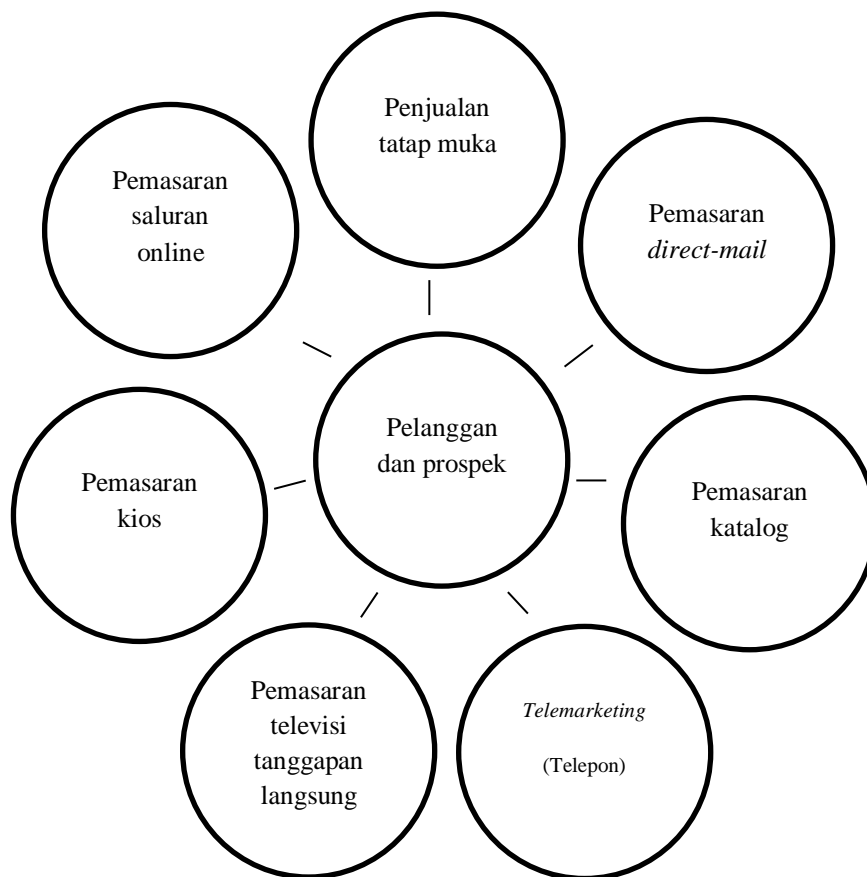 Penjualan
tatap muka
Pemasaran
saluran
online
Pemasaran
direct-mail
Pelanggan
dan prospek
Pemasaran
kios
Pemasaran
katalog
Pemasaran
televisi
tanggapan
langsung
Telemarketing
(Telepon)